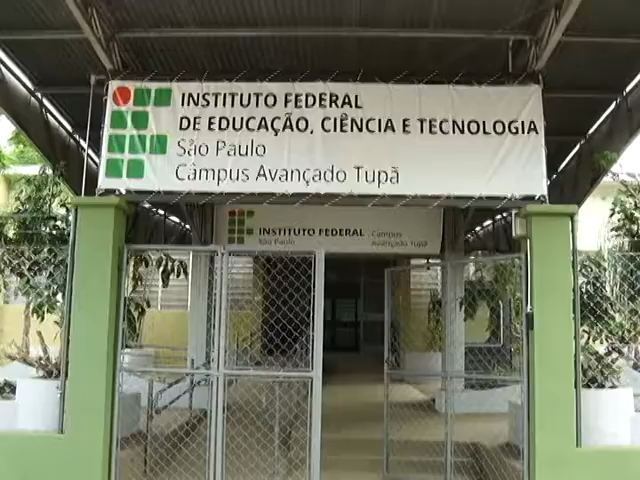 INSTITUTO FEDERAL
DE EDUCAÇÃO, CIÊNCIA E TECNOLOGIA
São Paulo
Câmpus Avançado Tupã
INSTITUTO FEDERAL
São Paulo
Câmpus
Avançado Tupã